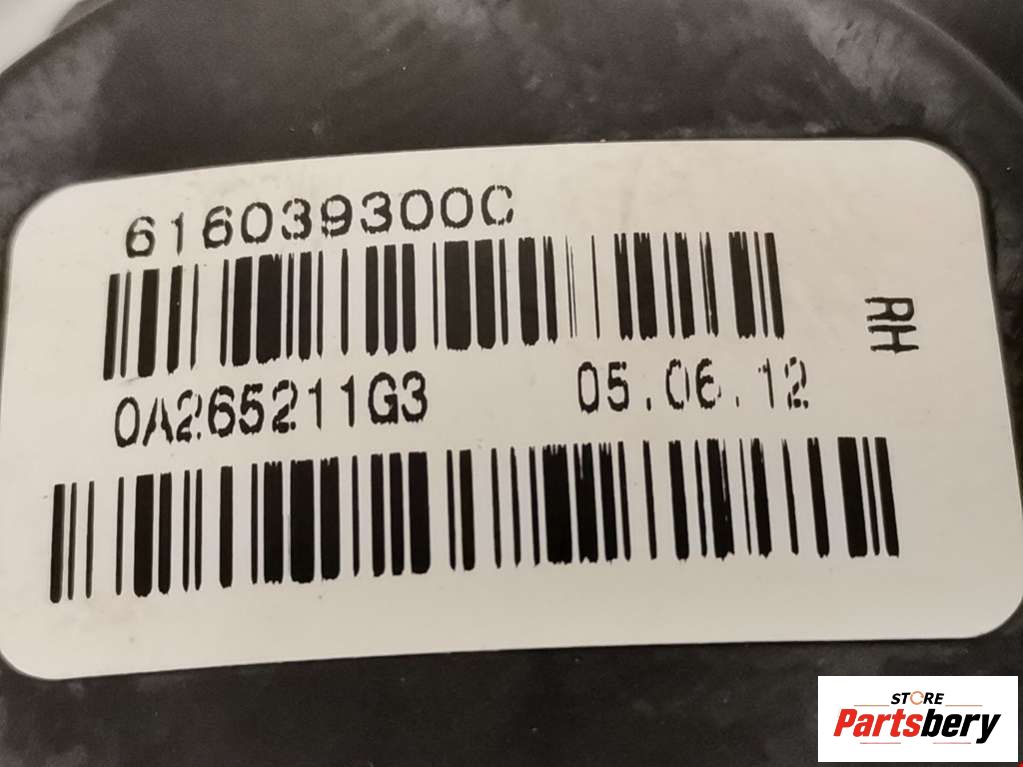 616039300C
RH
0A265211G3 05.06.12
STORE
Partsbery